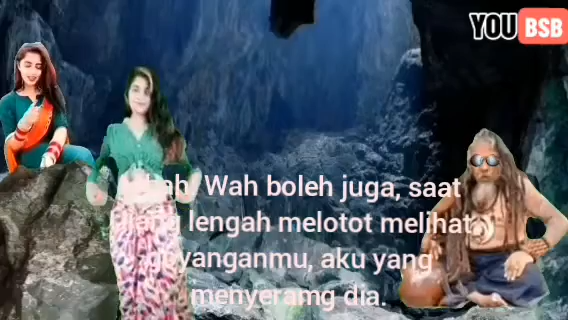 YOU BSB
Wah boleh juga, saat
lengah melotot melihat
goyanganmu, aku yang
menyeramg dia.